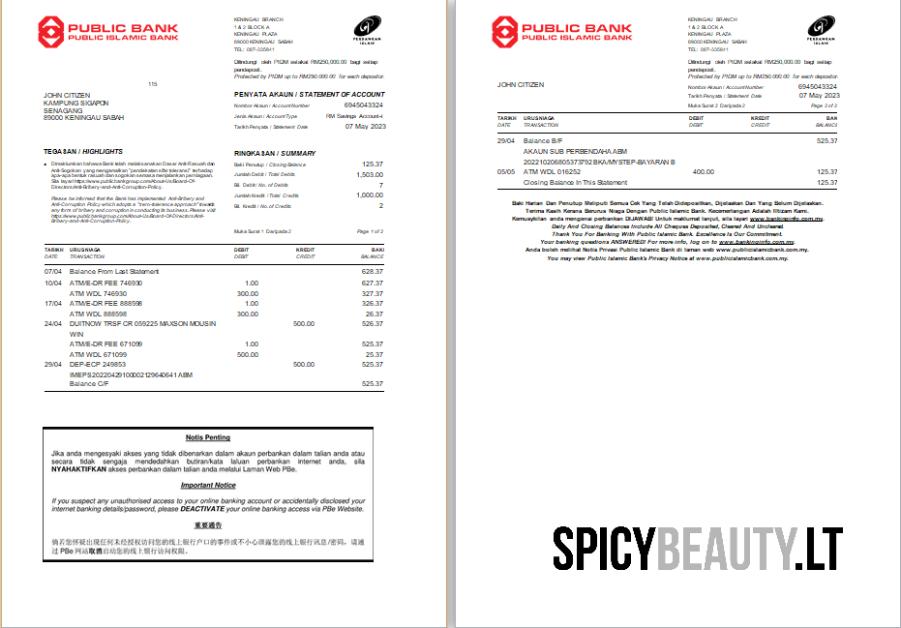 PUBLIC BANK
PUBLIC ISLAMIC BANK
KENINGAU BRANCH
1 & 2 BLOCK A
KENINGAU PLAZA
89000 KENINGAU SABAH
TEL: 087-335841
PERBANKAN
ISLAM
Dilindungi oleh PIDM setakat RM250,000.00 bagi setiap
pendeposit.
Protected by PIDM up to RM250,000.00 for each depositor.
115
JOHN CITIZEN
KAMPUNG SIGAPON
SENAGANG
89000 KENINGAU SABAH
PENYATA AKAUN / STATEMENT OF ACCOUNT
Nombor Akaun / Account Number 6945043324
Jenis Akaun / Account Type RM Savings Account-i
Tarikh Penyata / Statement Date 07 May 2023
TEGASAN / HIGHLIGHTS
RINGKASAN / SUMMARY
Baki Penutup / Closing Balance 125.37
Jumlah Debit / Total Debits 1,503.00
Bil. Debit / No. of Debits 7
Jumlah Kredit / Total Credits 1,000.00
Bil. Kredit / No. of Credits 2
Muka Surat 1 Daripada 2 Page 1 of 2
TARIKH URUSNIAGA DEBIT KREDIT BAKI
DATE TRANSACTION DEBIT CREDIT BALANCE
07/04 Balance From Last Statement 628.37
10/04 ATM/E-DR FEE 746930 1.00 627.37
ATM WDL 746930 300.00 327.37
17/04 ATM/E-DR FEE 888598 1.00 326.37
ATM WDL 888598 300.00 26.37
24/04 DUITNOW TRSF CR 059225 MAXSON MOUSIN 500.00 526.37
WIN
ATM/E-DR FEE 671099 1.00 525.37
ATM WDL 671099 500.00 25.37
29/04 DEP-ECP 249853 500.00 525.37
Balance C/F 525.37
Notis Penting
Jika anda mengesyaki akses yang tidak dibenarkan dalam akaun perbankan dalam talian anda atau
secara tidak sengaja mendedahkan butiran/kata laluan perbankan internet anda, sila
NYAHAKTIFKAN akses perbankan dalam talian anda melalui Laman Web PBe.
Important Notice
If you suspect any unauthorised access to your online banking account or accidentally disclosed your
internet banking details/password, please DEACTIVATE your online banking access via PBe Website.
重要通告
倘若您怀疑出现任何未经授权访问您的线上银行户口的事件或不小心泄露您的线上银行讯息/密码，请通
过 PBe 网站取消启动您的线上银行访问权限。
PUBLIC BANK
PUBLIC ISLAMIC BANK
KENINGAU BRANCH
1 & 2 BLOCK A
KENINGAU PLAZA
89000 KENINGAU SABAH
TEL: 087-335841
PERBANKAN
ISLAM
Dilindungi oleh PIDM setakat RM250,000.00 bagi setiap
pendeposit.
Protected by PIDM up to RM250,000.00 for each depositor.
JOHN CITIZEN
Nombor Akaun / Account Number 6945043324
Tarikh Penyata / Statement Date 07 May 2023
Muka Surat 2 Daripada 2 Page 2 of 2
TARIKH URUSNIAGA DEBIT KREDIT BAKI
DATE TRANSACTION DEBIT CREDIT BALANCE
29/04 Balance B/F 525.37
AKAUN SUB PERBENDAHA ABM
05/05 ATM WDL 016252 400.00 125.37
Closing Balance In This Statement 125.37
Baki Harian Dan Penutup Meliputi Semua Cek Yang Telah Didepositkan, Dijelaskan Dan Yang Belum Dijelaskan.
Terima Kasih Kerana Berurus Niaga Dengan Public Islamic Bank. Kecemerlangan Adalah Iltizam Kami.
Kemusykilan anda mengenai perbankan DIJAWAB! Untuk maklumat lanjut, sila layari www.bankinginfo.com.my.
Daily And Closing Balances Include All Cheques Deposited, Cleared And Uncleared.
Thank You For Banking With Public Islamic Bank. Excellence Is Our Commitment.
Your banking questions ANSWERED! For more info, log on to www.bankinginfo.com.my.
Anda boleh melihat Notis Privasi Public Islamic Bank di laman web www.publicislamicbank.com.my.
You may view Public Islamic Bank's Privacy Notice at www.publicislamicbank.com.my.
SPICYBEAUTY.LT